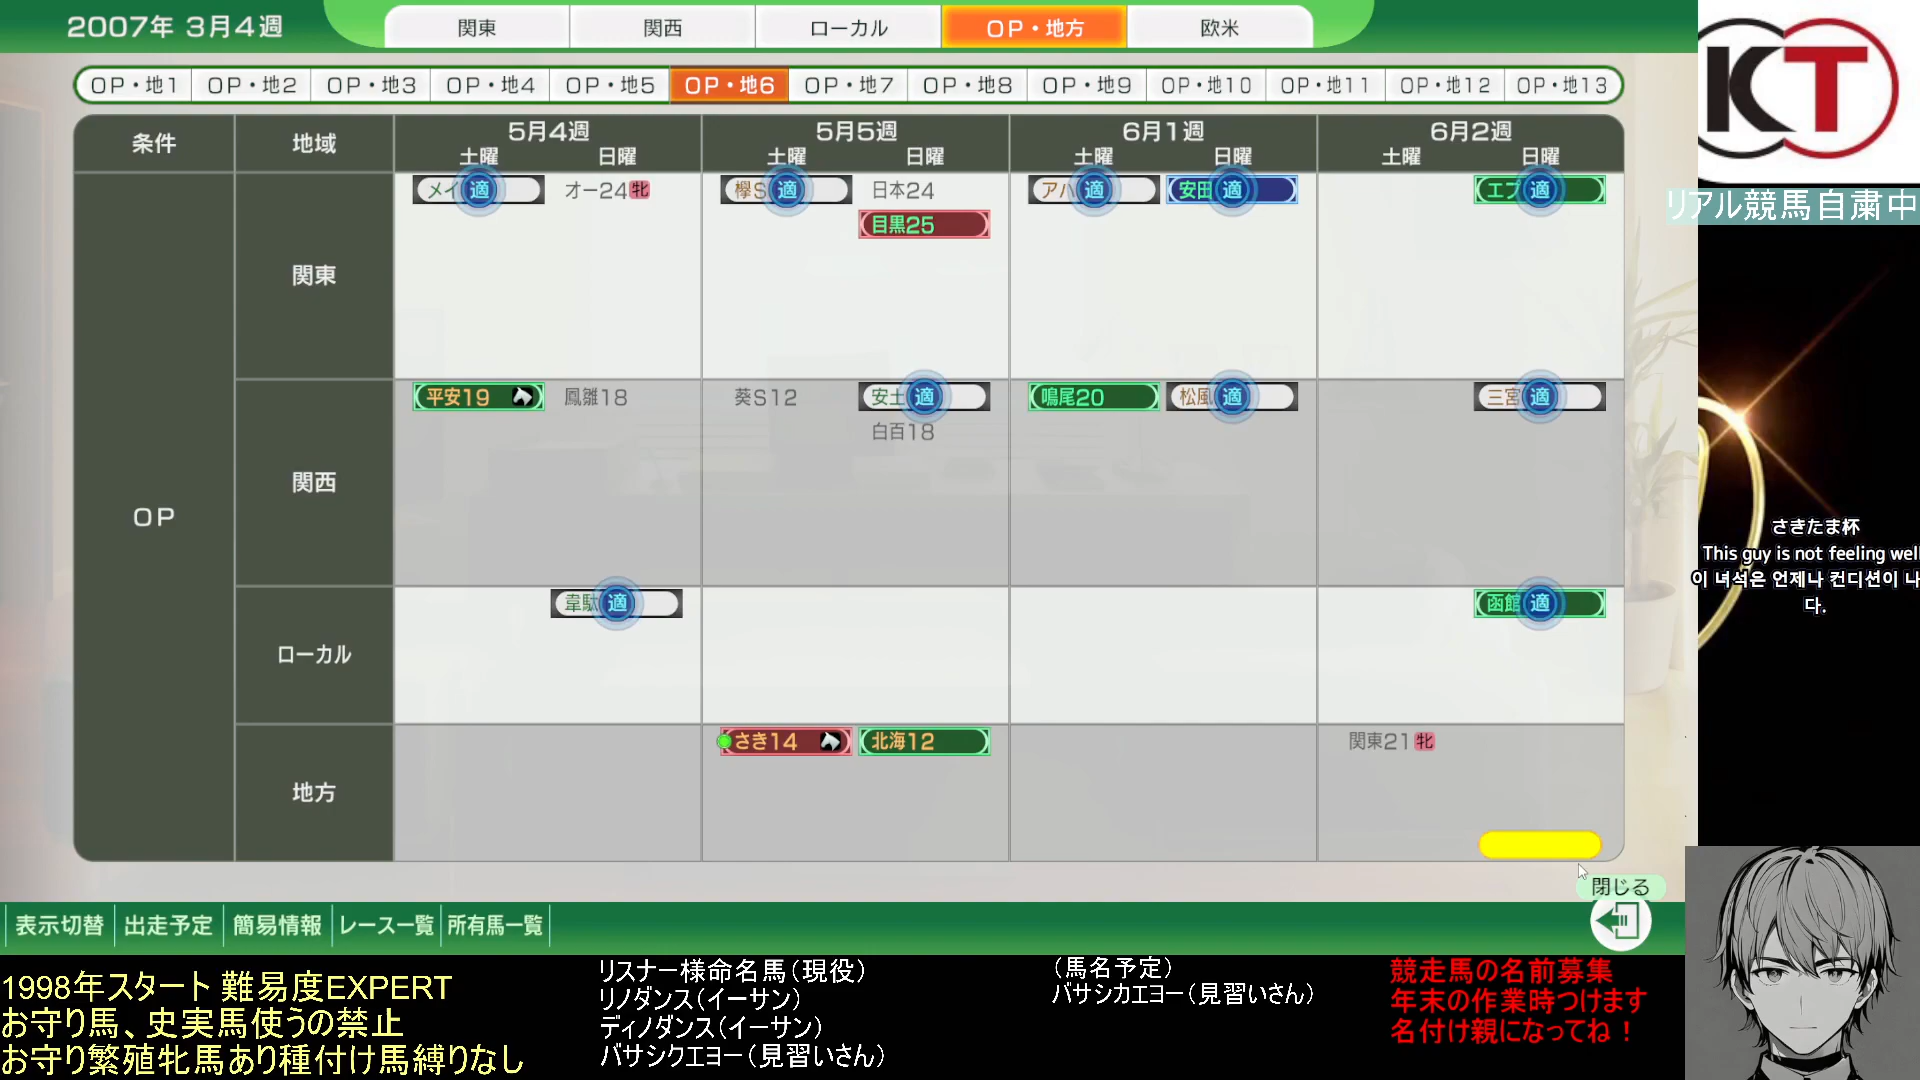 2007年 3月4週
関東
関西
ローカル
OP・地方
欧米
OP・地1
OP・地2
OP・地3
OP・地4
OP・地5
OP・地6
OP・地7
OP・地8
OP・地9
OP・地10
OP・地11
OP・地12
OP・地13
条件
地域
5月4週
土曜 日曜
5月5週
土曜 日曜
6月1週
土曜 日曜
6月2週
土曜 日曜
OP
関東
メイ 適
オー24 牝
欅S 適
日本24
目黒25
アハ 適
安田 適
エプ 適
関西
平安19
鳳雛18
葵S12
安土 適
白百18
鳴尾20
松風 適
三宮 適
ローカル
韋駄 適
函館 適
地方
さき14
北海12
関東21 牝
閉じる
表示切替
出走予定
簡易情報
レース一覧
所有馬一覧
KT
リアル競馬自粛中
さきたま杯
This guy is not feeling well
이 녀석은 언제나 컨디션이 나
다.
1998年スタート 難易度EXPERT
お守り馬、史実馬使うの禁止
お守り繁殖牝馬あり種付け馬縛りなし
リスナー様命名馬(現役)
リノダンス(イーサン)
ディノダンス(イーサン)
バサシクエヨー(見習いさん)
(馬名予定)
バサシカエヨー(見習いさん)
競走馬の名前募集
年末の作業時つけます
名付け親になってね！